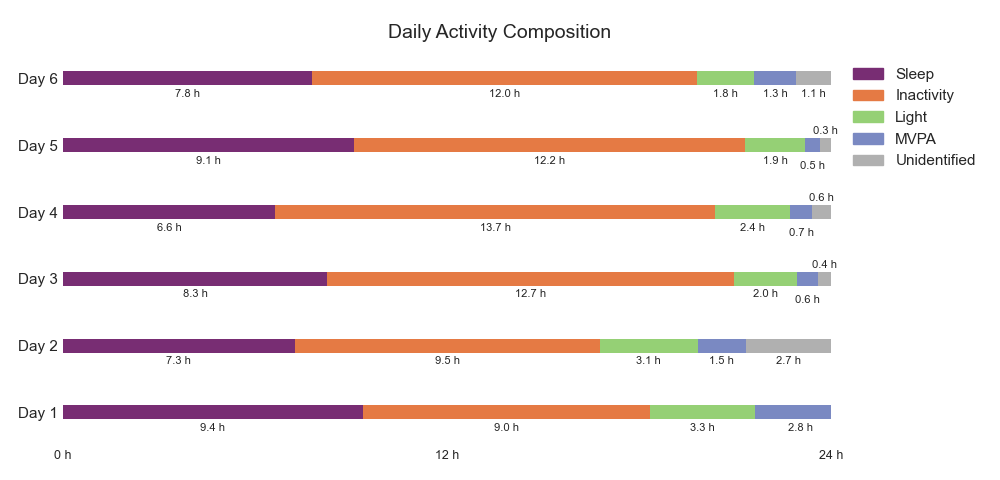 Daily Activity Composition
Day 6
7.8 h 12.0 h 1.8 h 1.3 h 1.1 h
Sleep
Inactivity
Light
MVPA
Unidentified
0.3 h
Day 5
9.1 h 12.2 h 1.9 h 0.5 h
0.6 h
Day 4
6.6 h 13.7 h 2.4 h 0.7 h
0.4 h
Day 3
8.3 h 12.7 h 2.0 h 0.6 h
Day 2
7.3 h 9.5 h 3.1 h 1.5 h 2.7 h
Day 1
9.4 h 9.0 h 3.3 h 2.8 h
0 h 12 h 24 h